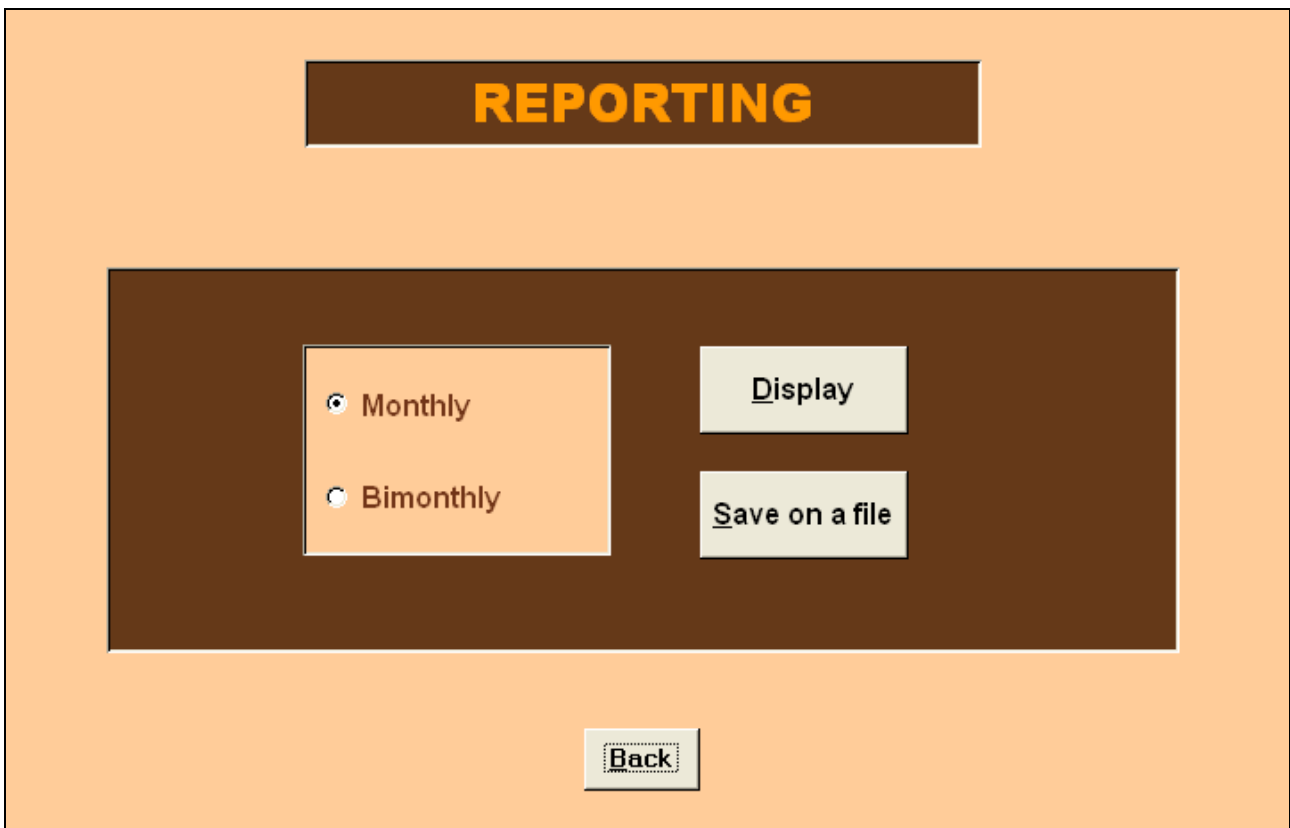 REPORTING
Monthly
Bimonthly
Display
Save on a file
Back